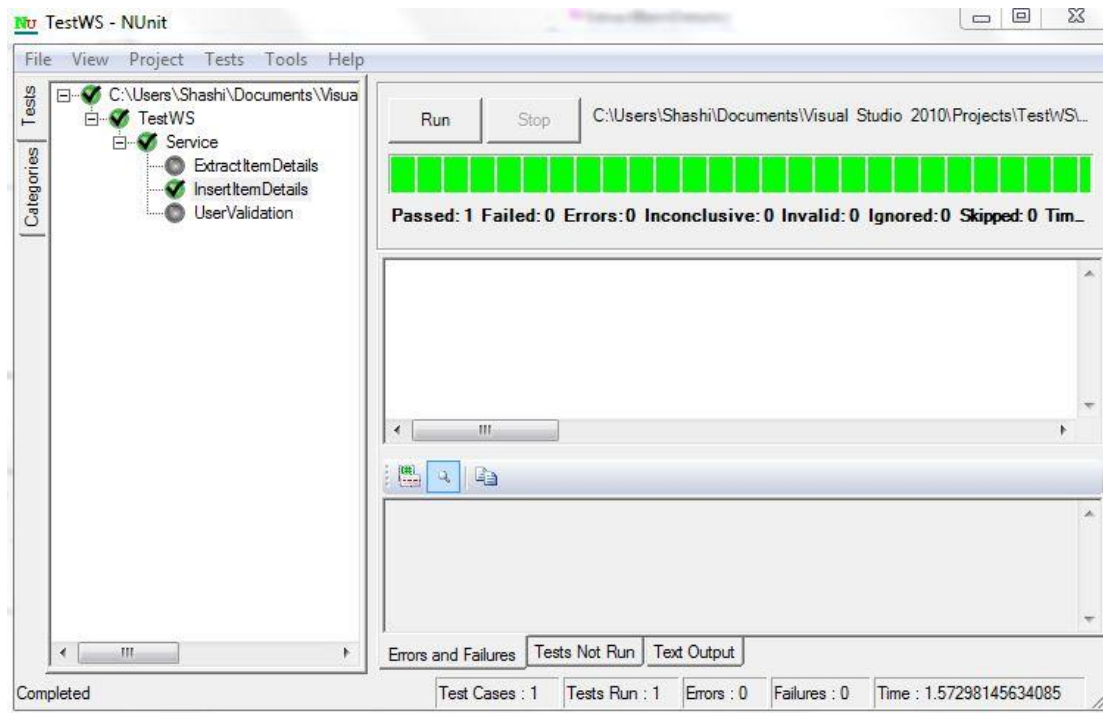 Nu TestWS - NUnit
File View Project Tests Tools Help
Tests
Categories
C:\Users\Shashi\Documents\Visua
TestWS
Service
ExtractItemDetails
InsertItemDetails
UserValidation
Run
Stop
C:\Users\Shashi\Documents\Visual Studio 2010\Projects\TestWS\...
Passed: 1 Failed: 0 Errors: 0 Inconclusive: 0 Invalid: 0 Ignored: 0 Skipped: 0 Tim...
Errors and Failures
Tests Not Run
Text Output
Completed
Test Cases : 1
Tests Run : 1
Errors : 0
Failures : 0
Time : 1.57298145634085